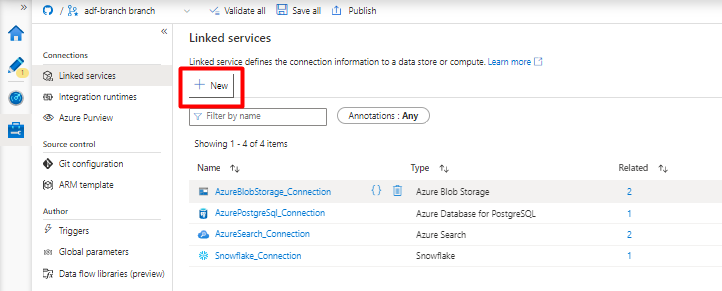 / adf-branch branch Validate all Save all Publish
Linked services
Connections
Linked service defines the connection information to a data store or compute. Learn more
Linked services
+ New
Integration runtimes
Azure Purview
Filter by name Annotations : Any
Source control
Showing 1 - 4 of 4 items
Git configuration
Name Type Related
ARM template
AzureBlobStorage_Connection {} Azure Blob Storage 2
Author
AzurePostgreSql_Connection Azure Database for PostgreSQL 1
Triggers
AzureSearch_Connection Azure Search 2
Global parameters
Snowflake_Connection Snowflake 1
Data flow libraries (preview)
1